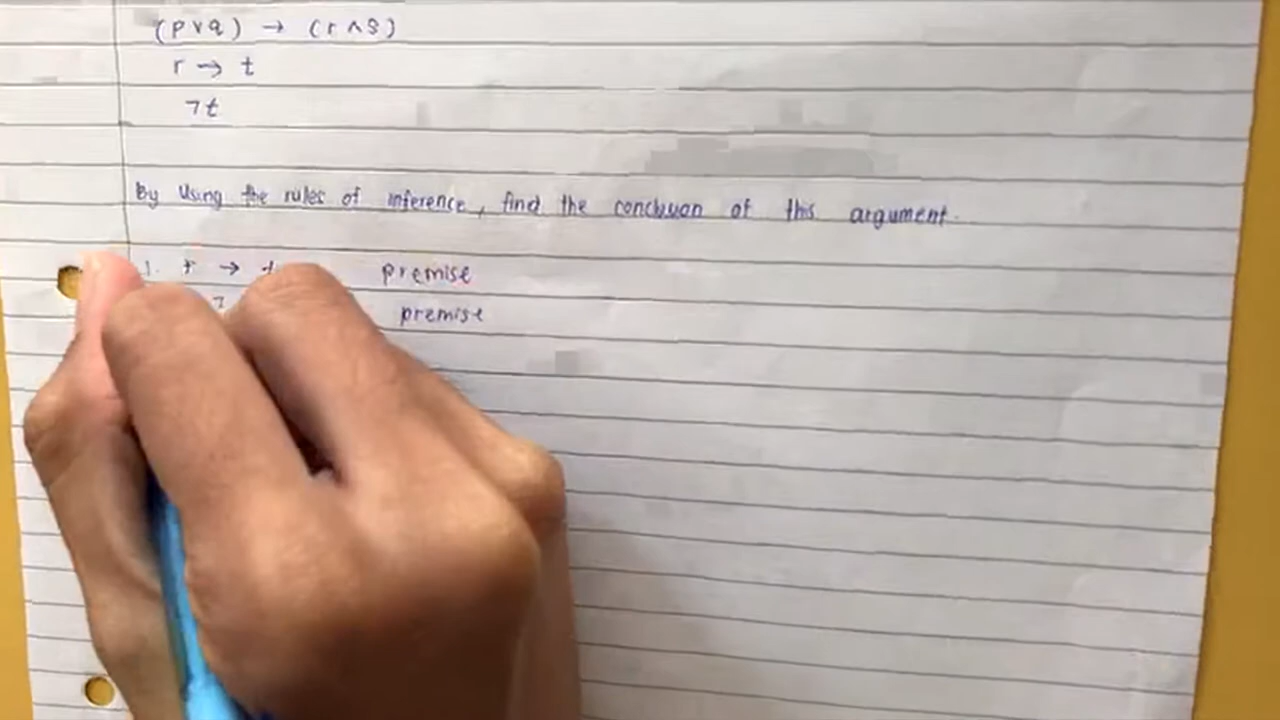 (p ∨ q) → (r ∧ s)
r → t
¬t
By using the rules of inference, find the conclusion of this argument.
1. r → premise
¬ premise